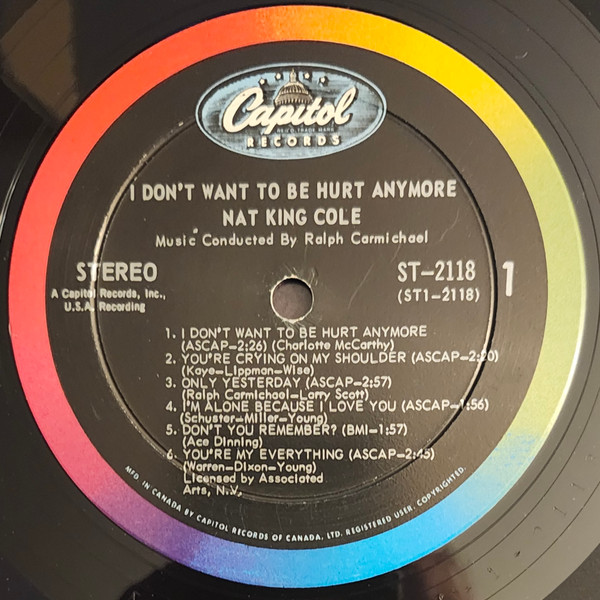 Capitol
REG'D. TRADE MARK
RECORDS
I DON'T WANT TO BE HURT ANYMORE
NAT KING COLE
Music Conducted By Ralph Carmichael
STEREO
A Capitol Records, Inc.,
U.S.A. Recording
ST-2118
(ST1-2118)
1
1. I DON'T WANT TO BE HURT ANYMORE
(ASCAP-2:26) (Charlotte McCarthy)
2. YOU'RE CRYING ON MY SHOULDER (ASCAP-2:20)
(Kaye-Lippman-Wise)
3. ONLY YESTERDAY (ASCAP-2:57)
(Ralph Carmichael-Larry Scott)
4. I'M ALONE BECAUSE I LOVE YOU (ASCAP-1:56)
(Schuster-Miller-Young)
5. DON'T YOU REMEMBER? (BMI-1:57)
(Ace Dinning)
6. YOU'RE MY EVERYTHING (ASCAP-2:45)
(Warren-Dixon-Young)
Licensed by Associated
Arts, N.V.
MFD. IN CANADA BY CAPITOL RECORDS OF CANADA, LTD. REGISTERED USER. COPYRIGHTED.